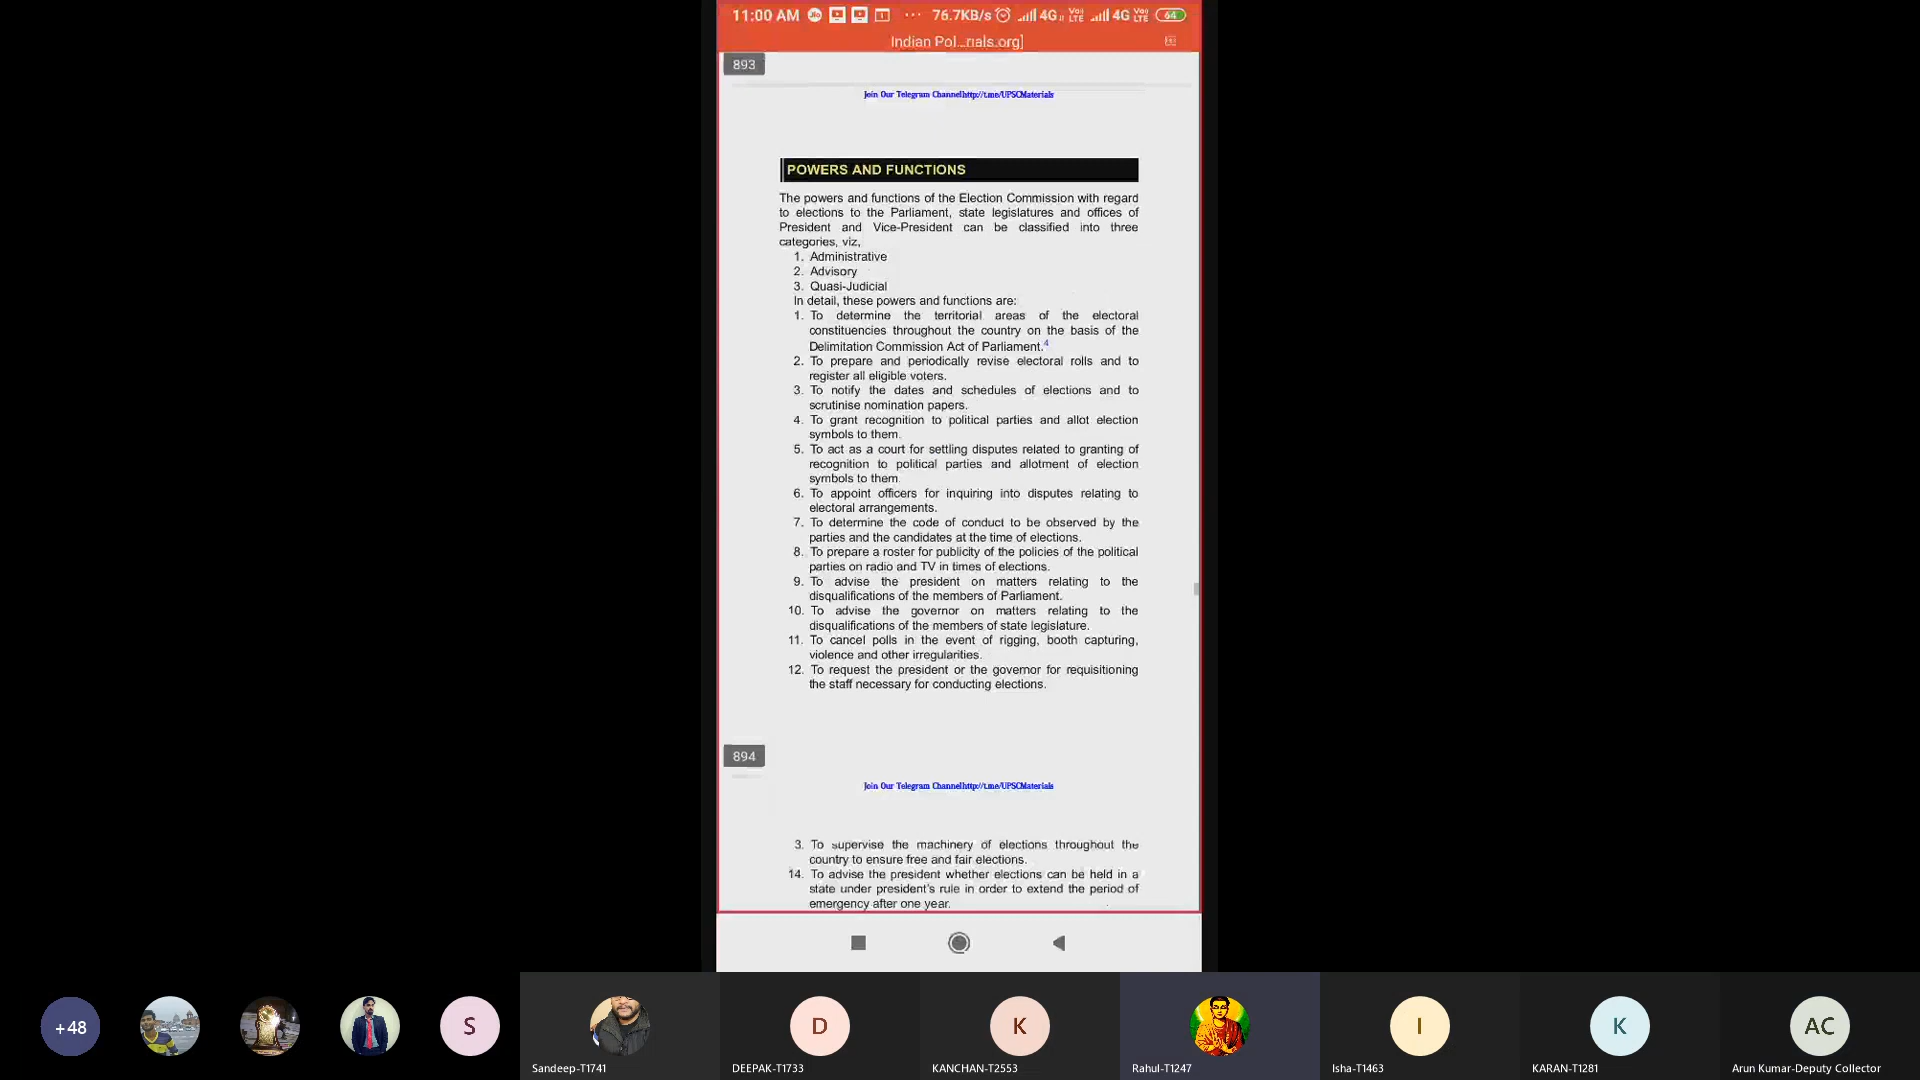 11:00 AM Jio ... 76.7KB/s 4G Vo) LTE 4G Vo) LTE 64
Indian Pol...rials.org]
893
Join Our Telegram Channelhttp://t.me/UPSCMaterials
POWERS AND FUNCTIONS
The powers and functions of the Election Commission with regard
to elections to the Parliament, state legislatures and offices of
President and Vice-President can be classified into three
categories, viz,
1. Administrative
2. Advisory
3. Quasi-Judicial
In detail, these powers and functions are:
1. To determine the territorial areas of the electoral
constituencies throughout the country on the basis of the
Delimitation Commission Act of Parliament.4
2. To prepare and periodically revise electoral rolls and to
register all eligible voters.
3. To notify the dates and schedules of elections and to
scrutinise nomination papers.
4. To grant recognition to political parties and allot election
symbols to them.
5. To act as a court for settling disputes related to granting of
recognition to political parties and allotment of election
symbols to them.
6. To appoint officers for inquiring into disputes relating to
electoral arrangements.
7. To determine the code of conduct to be observed by the
parties and the candidates at the time of elections.
8. To prepare a roster for publicity of the policies of the political
parties on radio and TV in times of elections.
9. To advise the president on matters relating to the
disqualifications of the members of Parliament.
10. To advise the governor on matters relating to the
disqualifications of the members of state legislature.
11. To cancel polls in the event of rigging, booth capturing,
violence and other irregularities.
12. To request the president or the governor for requisitioning
the staff necessary for conducting elections.
894
Join Our Telegram Channelhttp://t.me/UPSCMaterials
3. To supervise the machinery of elections throughout the
country to ensure free and fair elections.
14. To advise the president whether elections can be held in a
state under president's rule in order to extend the period of
emergency after one year.
+48
S
D
K
I
K
AC
Sandeep-T1741
DEEPAK-T1733
KANCHAN-T2553
Rahul-T1247
Isha-T1463
KARAN-T1281
Arun Kumar-Deputy Collector